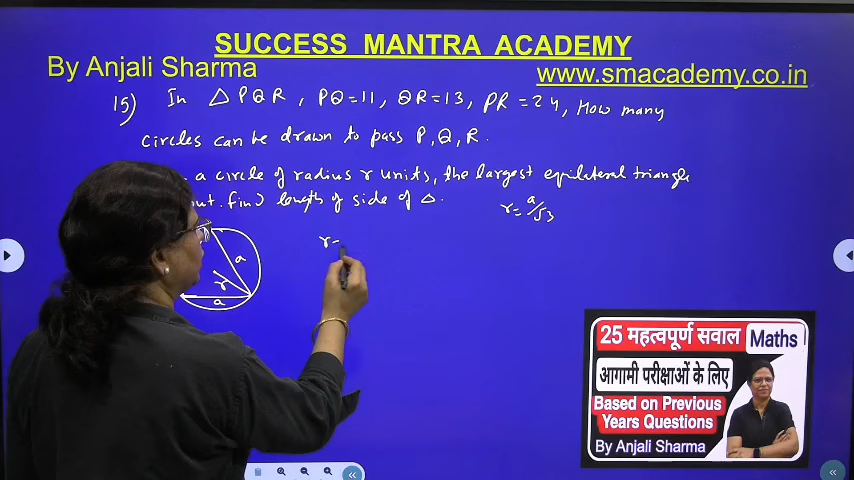 SUCCESS MANTRA ACADEMY
By Anjali Sharma
www.smacademy.co.in
15) In △PQR, PQ=11, QR=13, PR=24, How many
circles can be drawn to pass P, Q, R.
a circle of radius r units, the largest equilateral triangle
out. find length of side of △.
r = a/√3
a
r
a
r=
25 महत्वपूर्ण सवाल Maths
आगामी परीक्षाओं के लिए
Based on Previous
Years Questions
By Anjali Sharma